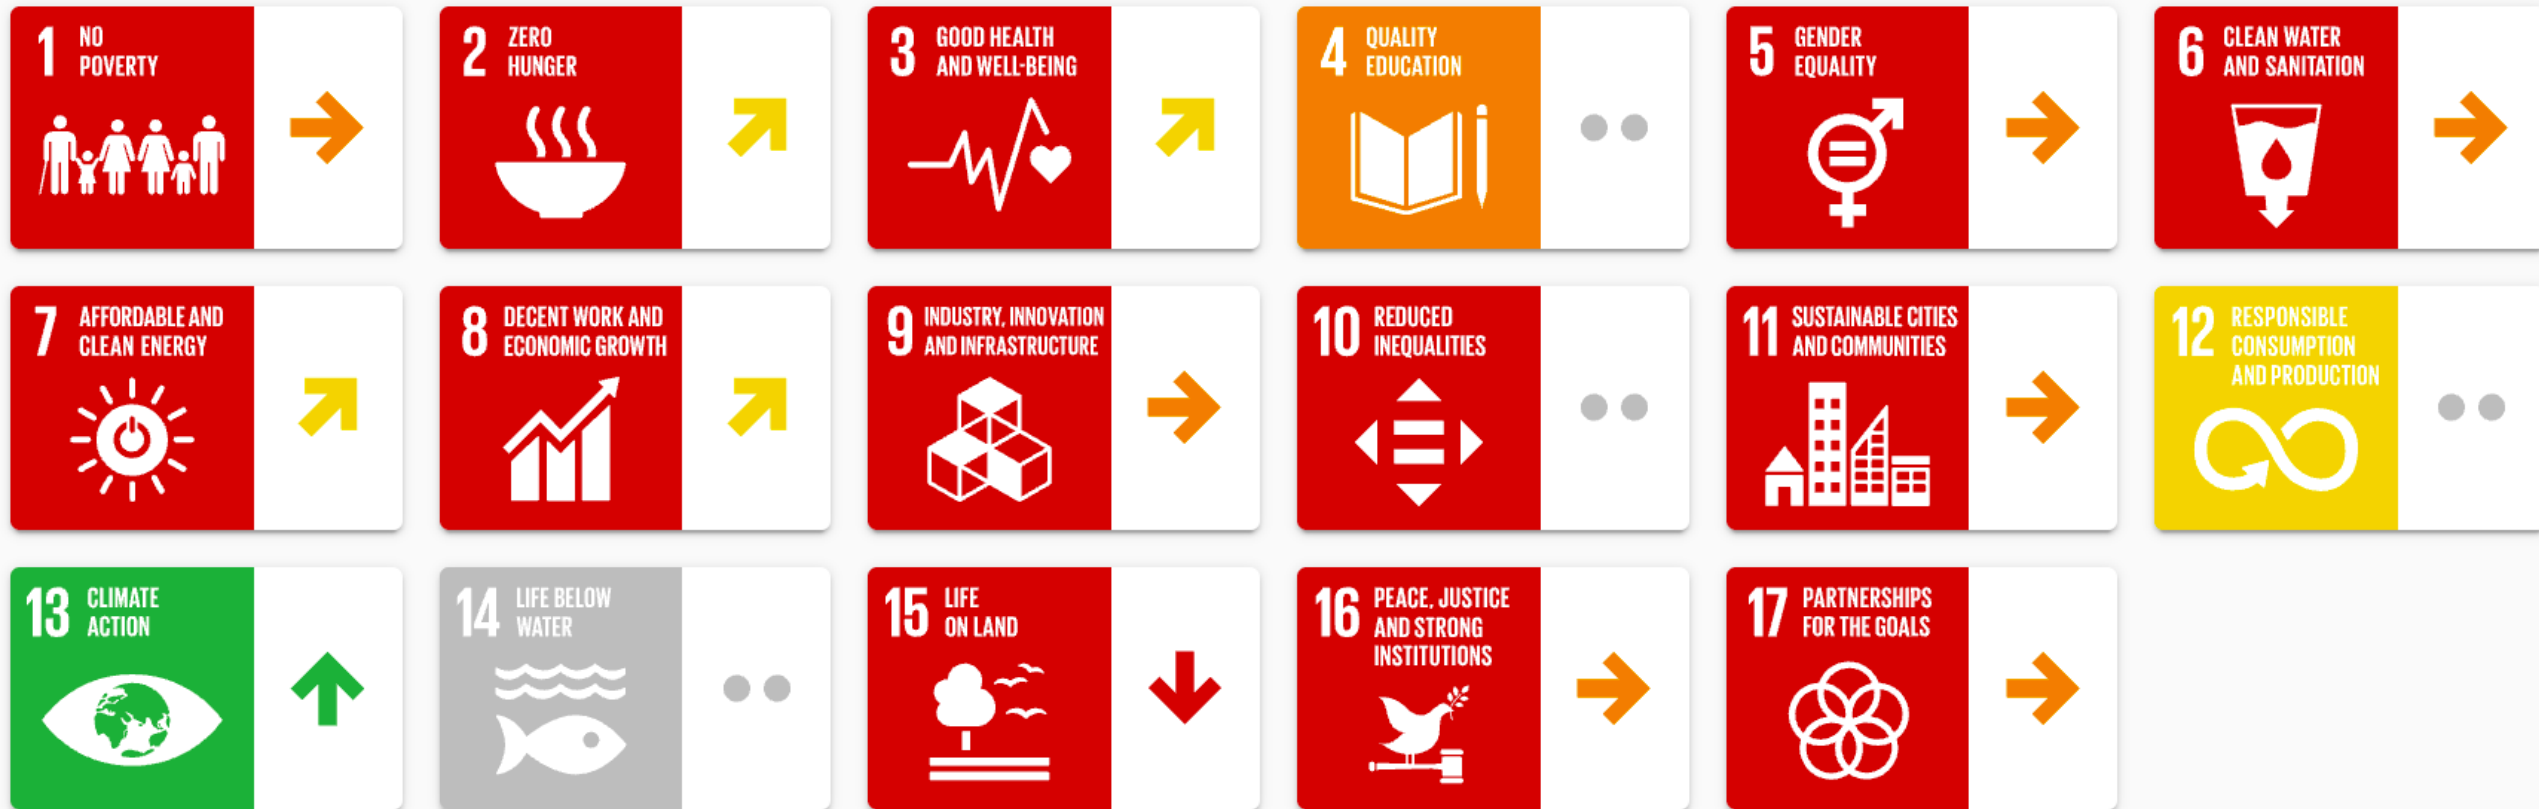 1 NO
POVERTY
2 ZERO
HUNGER
3 GOOD HEALTH
AND WELL-BEING
4 QUALITY
EDUCATION
5 GENDER
EQUALITY
6 CLEAN WATER
AND SANITATION
7 AFFORDABLE AND
CLEAN ENERGY
8 DECENT WORK AND
ECONOMIC GROWTH
9 INDUSTRY, INNOVATION
AND INFRASTRUCTURE
10 REDUCED
INEQUALITIES
11 SUSTAINABLE CITIES
AND COMMUNITIES
12 RESPONSIBLE
CONSUMPTION
AND PRODUCTION
13 CLIMATE
ACTION
14 LIFE BELOW
WATER
15 LIFE
ON LAND
16 PEACE, JUSTICE
AND STRONG
INSTITUTIONS
17 PARTNERSHIPS
FOR THE GOALS